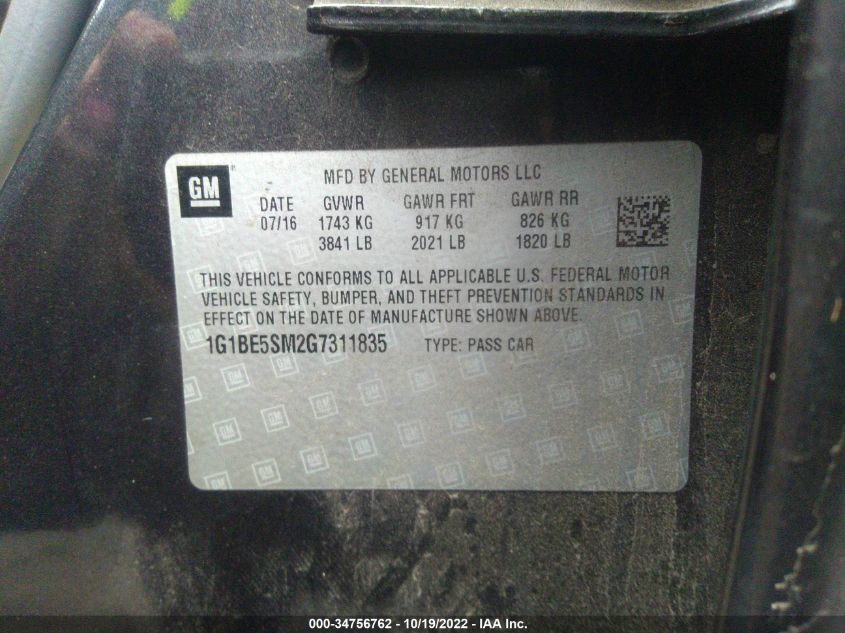 GM
MFD BY GENERAL MOTORS LLC
DATE GVWR GAWR FRT GAWR RR
07/16 1743 KG 917 KG 826 KG
3841 LB 2021 LB 1820 LB
THIS VEHICLE CONFORMS TO ALL APPLICABLE U.S. FEDERAL MOTOR
VEHICLE SAFETY, BUMPER, AND THEFT PREVENTION STANDARDS IN
EFFECT ON THE DATE OF MANUFACTURE SHOWN ABOVE.
1G1BE5SM2G7311835 TYPE: PASS CAR
000-34756762 - 10/19/2022 - IAA Inc.